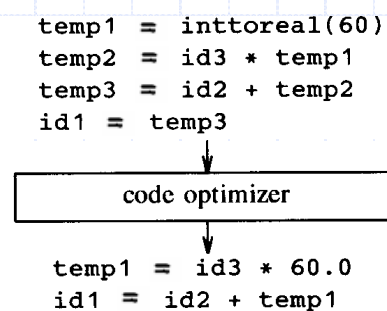 temp1 = inttoreal(60)
temp2 = id3 * temp1
temp3 = id2 + temp2
id1 = temp3
code optimizer
temp1 = id3 * 60.0
id1 = id2 + temp1